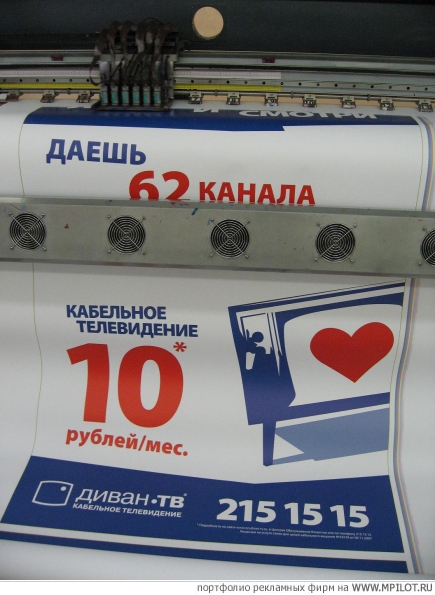 И СМОТРИ
ДАЕШЬ
62 КАНАЛА
КАБЕЛЬНОЕ
ТЕЛЕВИДЕНИЕ
10*
рублей/мес.
ДИВАН·ТВ®
КАБЕЛЬНОЕ ТЕЛЕВИДЕНИЕ
215 15 15
портфолио рекламных фирм на WWW.MPILOT.RU